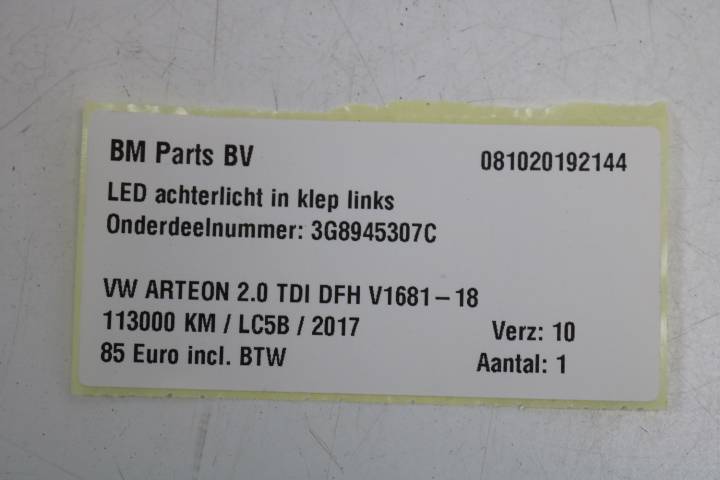 BM Parts BV 081020192144
LED achterlicht in klep links
Onderdeelnummer: 3G8945307C
VW ARTEON 2.0 TDI DFH V1681-18
113000 KM / LC5B / 2017 Verz: 10
85 Euro incl. BTW Aantal: 1